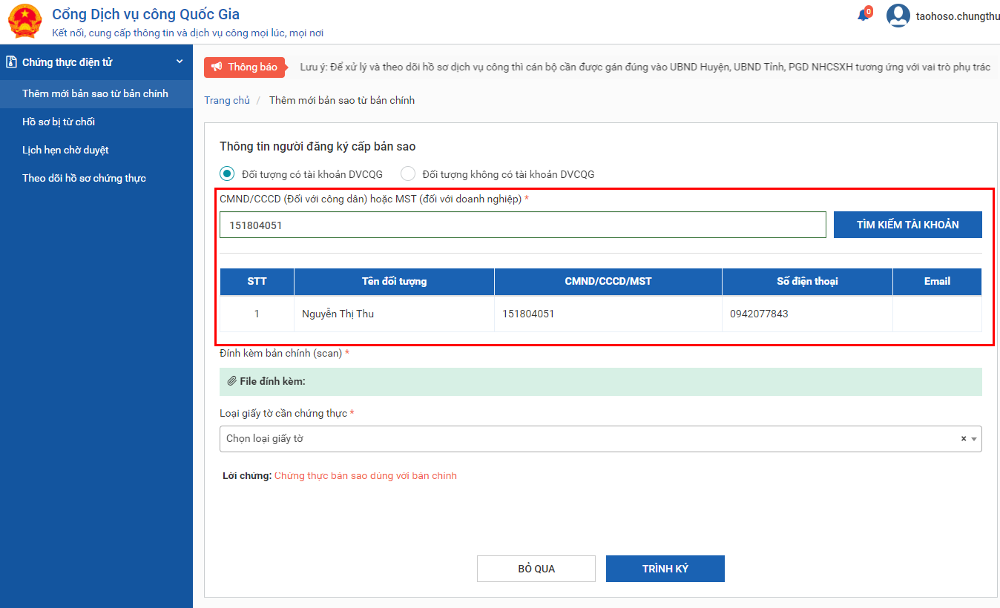 Cổng Dịch vụ công Quốc Gia
Kết nối, cung cấp thông tin và dịch vụ công mọi lúc, mọi nơi
0
taohoso.chungthu
Chứng thực điện tử
Thêm mới bản sao từ bản chính
Hồ sơ bị từ chối
Lịch hẹn chờ duyệt
Theo dõi hồ sơ chứng thực
Thông báo
Lưu ý: Để xử lý và theo dõi hồ sơ dịch vụ công thì cán bộ cần được gán đúng vào UBND Huyện, UBND Tỉnh, PGD NHCSXH tương ứng với vai trò phụ trác
Trang chủ / Thêm mới bản sao từ bản chính
Thông tin người đăng ký cấp bản sao
Đối tượng có tài khoản DVCQG Đối tượng không có tài khoản DVCQG
CMND/CCCD (Đối với công dân) hoặc MST (đối với doanh nghiệp) *
151804051 TÌM KIẾM TÀI KHOẢN
STT Tên đối tượng CMND/CCCD/MST Số điện thoại Email
1 Nguyễn Thị Thu 151804051 0942077843
Đính kèm bản chính (scan) *
File đính kèm:
Loại giấy tờ cần chứng thực *
Chọn loại giấy tờ ×
Lời chứng: Chứng thực bản sao đúng với bản chính
BỎ QUA TRÌNH KÝ